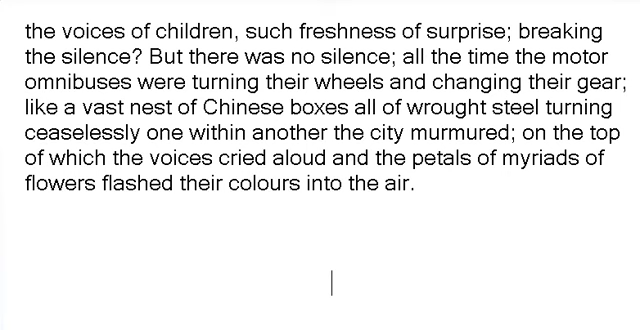 the voices of children, such freshness of surprise; breaking
the silence? But there was no silence; all the time the motor
omnibuses were turning their wheels and changing their gear;
like a vast nest of Chinese boxes all of wrought steel turning
ceaselessly one within another the city murmured; on the top
of which the voices cried aloud and the petals of myriads of
flowers flashed their colours into the air.